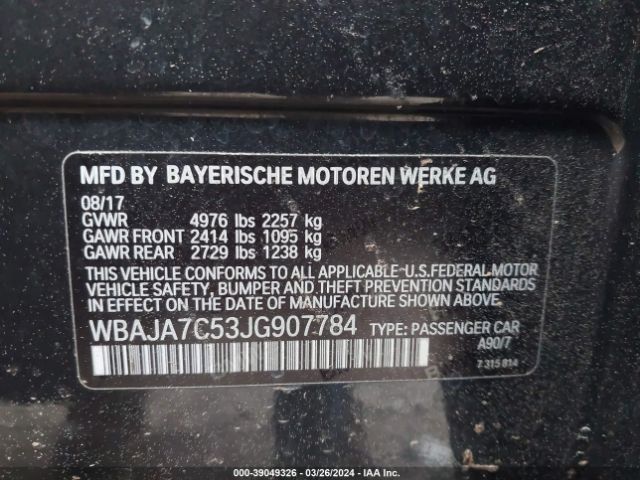 MFD BY BAYERISCHE MOTOREN WERKE AG
08/17
GVWR 4976 lbs 2257 kg
GAWR FRONT 2414 lbs 1095 kg
GAWR REAR 2729 lbs 1238 kg
THIS VEHICLE CONFORMS TO ALL APPLICABLE U.S.FEDERAL MOTOR
VEHICLE SAFETY, BUMPER AND THEFT PREVENTION STANDARDS
IN EFFECT ON THE DATE OF MANUFACTURE SHOWN ABOVE.
WBAJA7C53JG907784 TYPE: PASSENGER CAR
A90/7
7 315 814
000-39049326 - 03/26/2024 - IAA Inc.